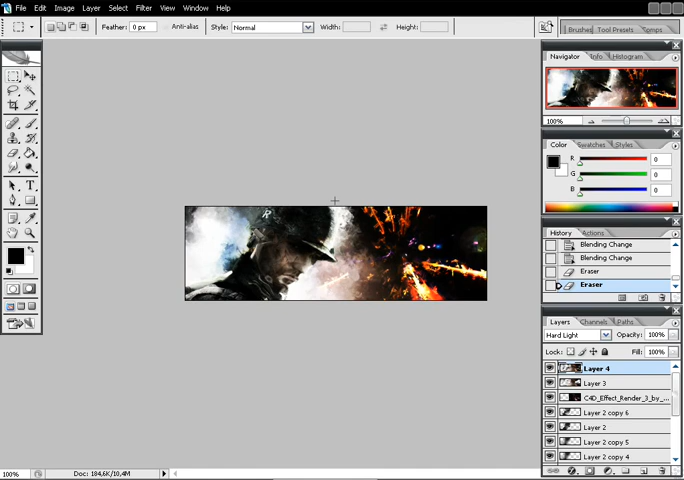 File Edit Image Layer Select Filter View Window Help
Feather: 0 px Anti-alias Style: Normal Width: Height:
Brushes Tool Presets Comps
Navigator Info Histogram
100%
Color Swatches Styles
R 0
G 0
B 0
History Actions
Blending Change
Blending Change
Eraser
Eraser
Layers Channels Paths
Hard Light Opacity: 100%
Lock: Fill: 100%
Layer 4
Layer 3
C4D_Effect_Render_3_by_...
Layer 2 copy 6
Layer 2
Layer 2 copy 5
Layer 2 copy 4
100% Doc: 184,6K/10,4M
T
R